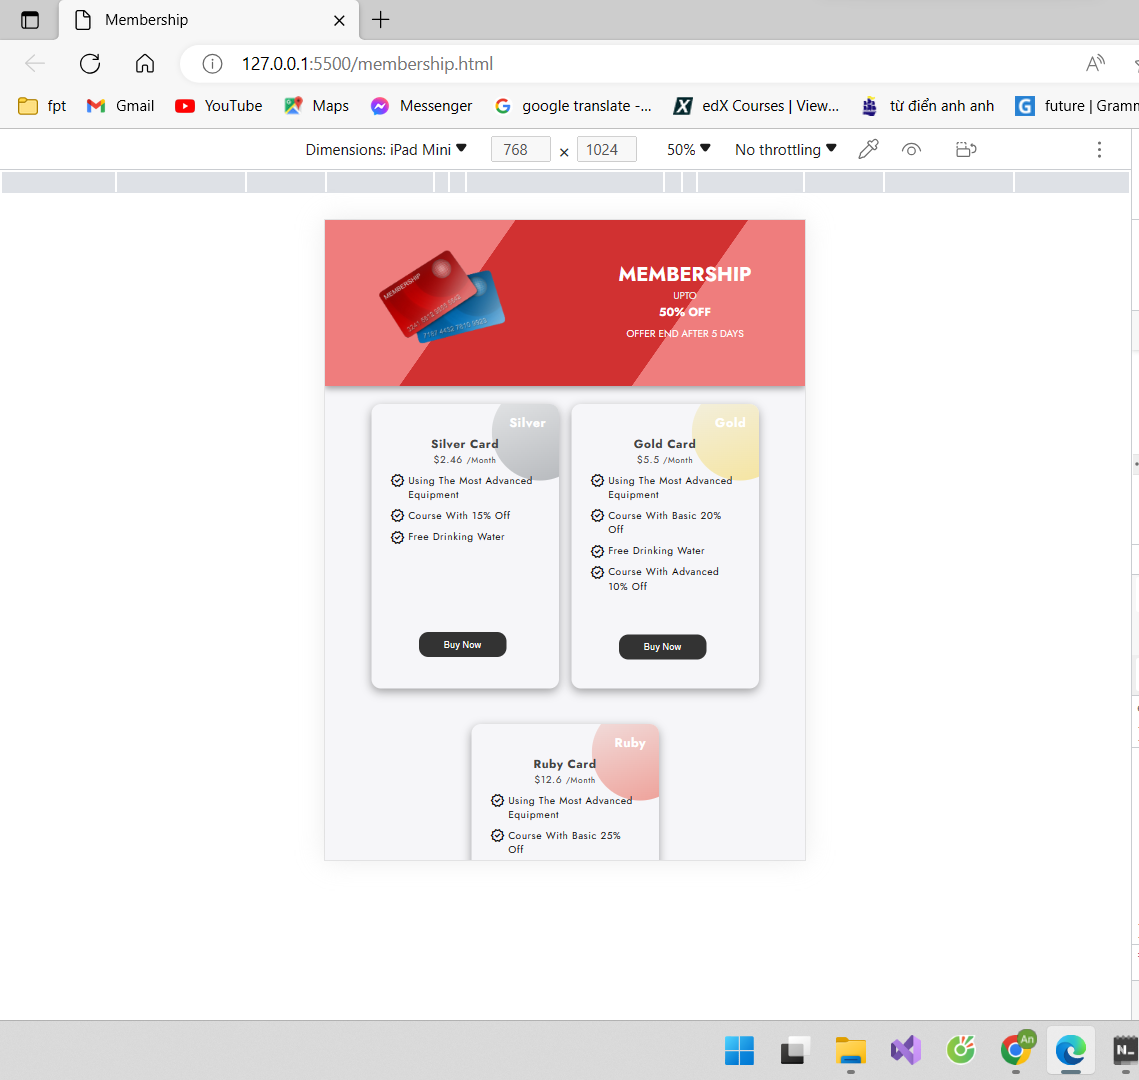 Membership
127.0.0.1:5500/membership.html
fpt Gmail YouTube Maps Messenger google translate -... edX Courses | View... từ điển anh anh future | Gramm
Dimensions: iPad Mini 768 × 1024 50% No throttling
MEMBERSHIP
UPTO
50% OFF
OFFER END AFTER 5 DAYS
MEMBERSHIP
Silver
Silver Card
$2.46 /Month
Using The Most Advanced
Equipment
Course With 15% Off
Free Drinking Water
Buy Now
Gold
Gold Card
$5.5 /Month
Using The Most Advanced
Equipment
Course With Basic 20%
Off
Free Drinking Water
Course With Advanced
10% Off
Buy Now
Ruby
Ruby Card
$12.6 /Month
Using The Most Advanced
Equipment
Course With Basic 25%
Off
An
N